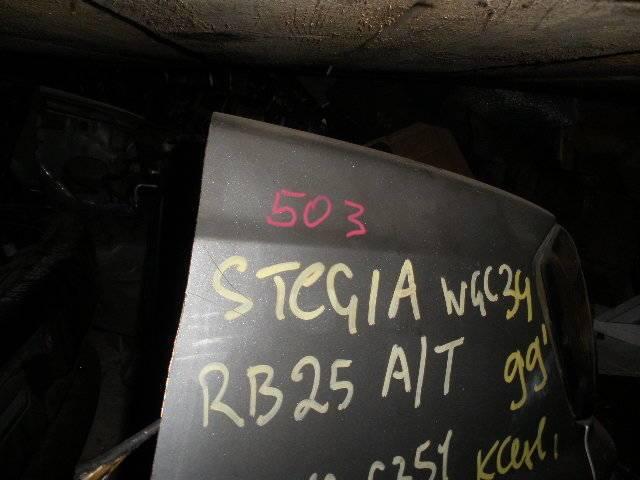 503
STEGIA WGC34
RB25 A/T 99'